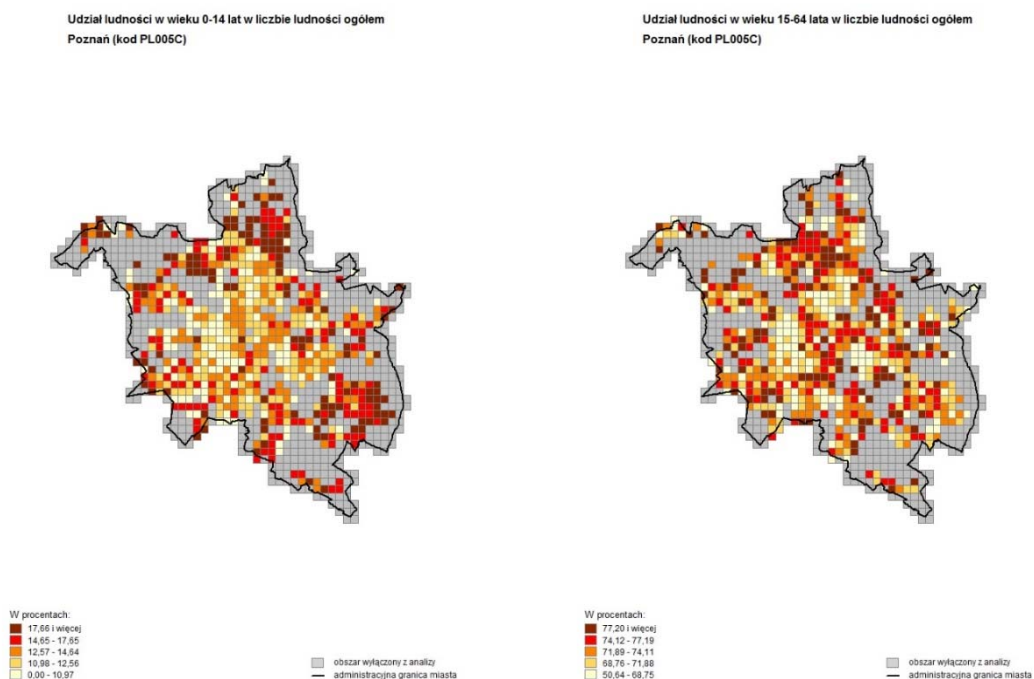 Udział ludności w wieku 0-14 lat w liczbie ludności ogółem
Poznań (kod PL005C)
W procentach:
17,66 i więcej
14,65 - 17,65
12,57 - 14,64
10,98 - 12,56
0,00 - 10,97
obszar wyłączony z analizy
administracyjna granica miasta
Udział ludności w wieku 15-64 lata w liczbie ludności ogółem
Poznań (kod PL005C)
W procentach:
77,20 i więcej
74,12 - 77,19
71,89 - 74,11
68,76 - 71,88
50,64 - 68,75
obszar wyłączony z analizy
administracyjna granica miasta